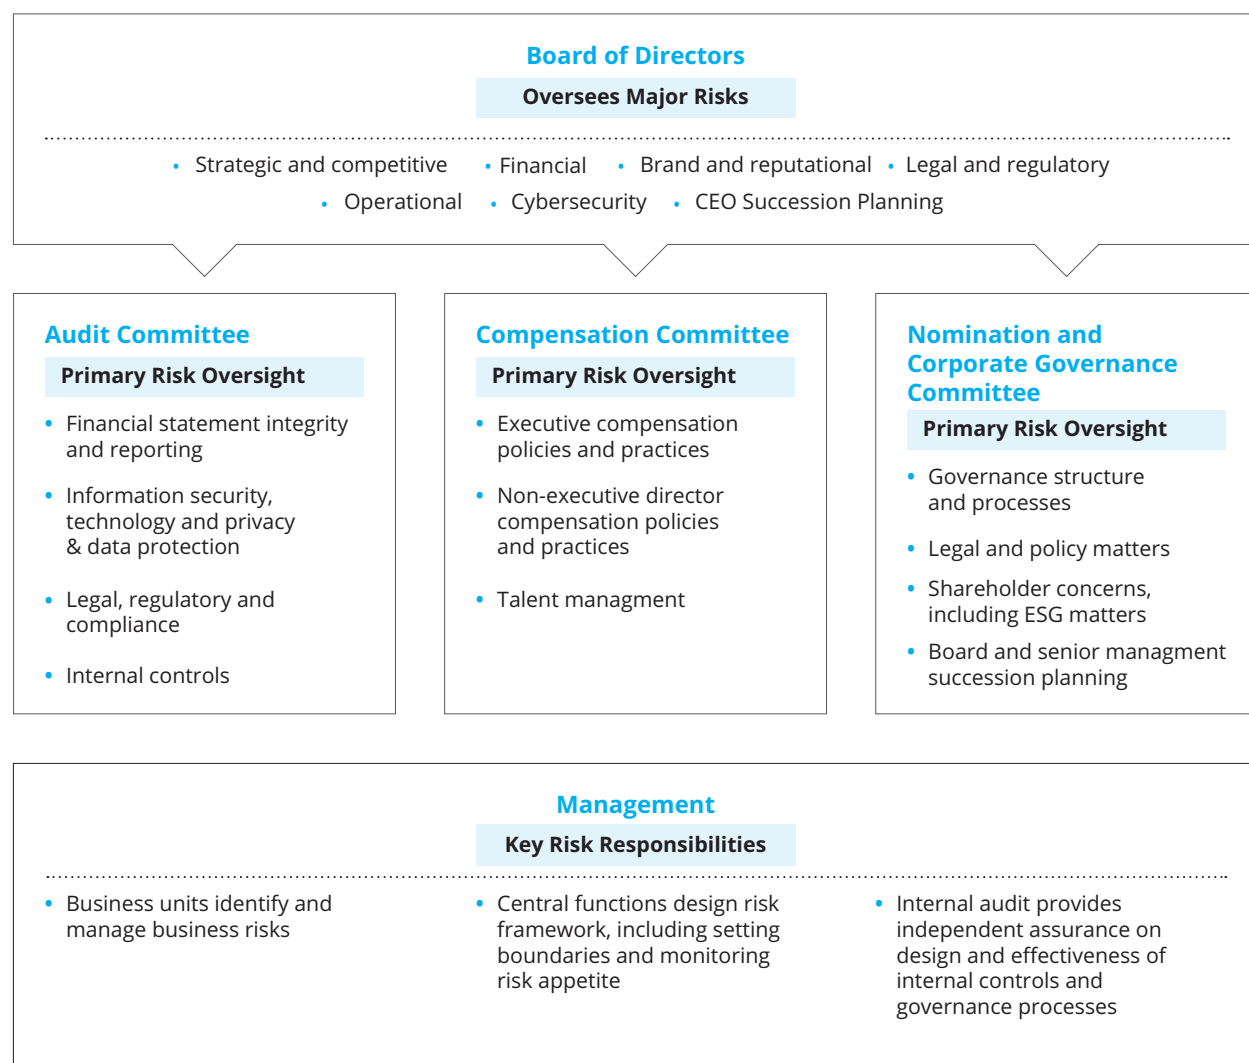 Board of Directors
Oversees Major Risks
• Strategic and competitive • Financial • Brand and reputational • Legal and regulatory
• Operational • Cybersecurity • CEO Succession Planning
Audit Committee
Primary Risk Oversight
• Financial statement integrity
and reporting
• Information security,
technology and privacy
& data protection
• Legal, regulatory and
compliance
• Internal controls
Compensation Committee
Primary Risk Oversight
• Executive compensation
policies and practices
• Non-executive director
compensation policies
and practices
• Talent managment
Nomination and
Corporate Governance
Committee
Primary Risk Oversight
• Governance structure
and processes
• Legal and policy matters
• Shareholder concerns,
including ESG matters
• Board and senior managment
succession planning
Management
Key Risk Responsibilities
• Business units identify and
manage business risks
• Central functions design risk
framework, including setting
boundaries and monitoring
risk appetite
• Internal audit provides
independent assurance on
design and effectiveness of
internal controls and
governance processes